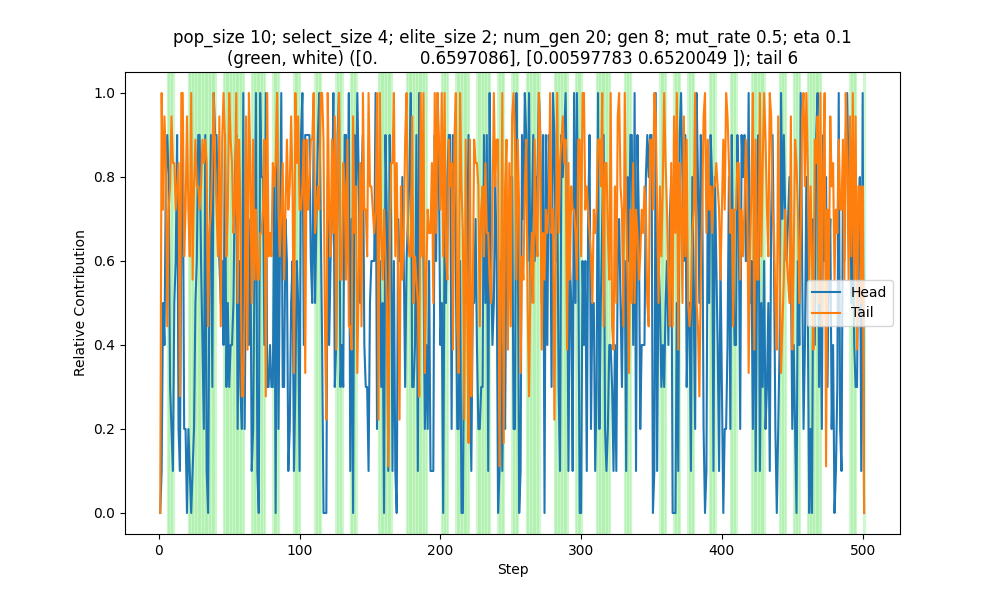 pop_size 10; select_size 4; elite_size 2; num_gen 20; gen 8; mut_rate 0.5; eta 0.1
(green, white) ([0.        0.6597086], [0.00597783 0.6520049 ]); tail 6
1.0
0.8
0.6
0.4
0.2
0.0
Relative Contribution
Head
Tail
0
100
200
300
400
500
Step